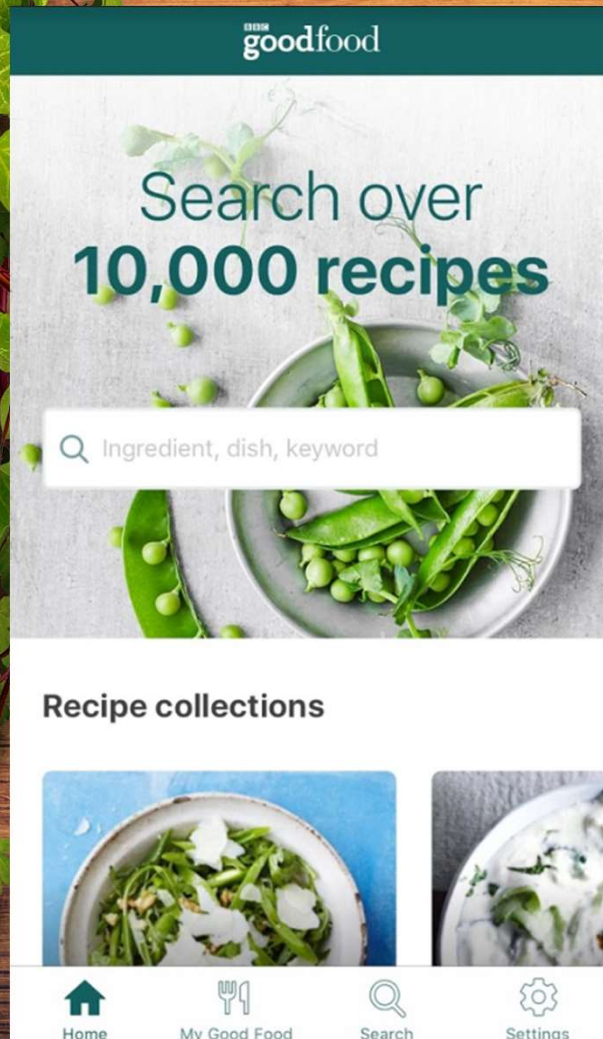 BBC
goodfood
Search over
10,000 recipes
Ingredient, dish, keyword
Recipe collections
Home
My Good Food
Search
Settings